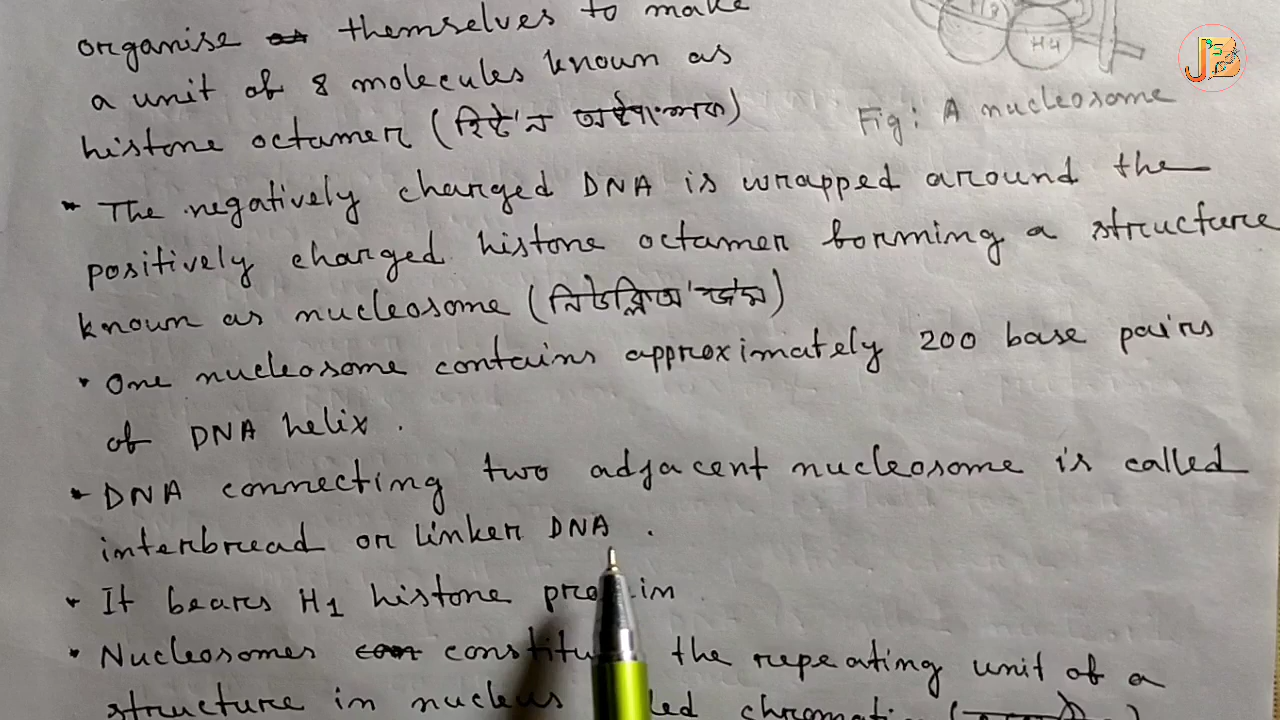 organise themselves to make
a unit of 8 molecules known as
histone octamer (হিষ্ট'ন অক্টামাৰ)
H4
Fig: A nucleosome
* The negatively charged DNA is wrapped around the
positively charged histone octamer forming a structure
known as nucleosome (
* One nucleosome contains approximately 200 base pairs
of DNA helix.
* DNA connecting two adjacent nucleosome is called
interbread or linker DNA.
* It bears H1 histone protein
* Nucleosomes constitute the repeating unit of a
structure in nucleus